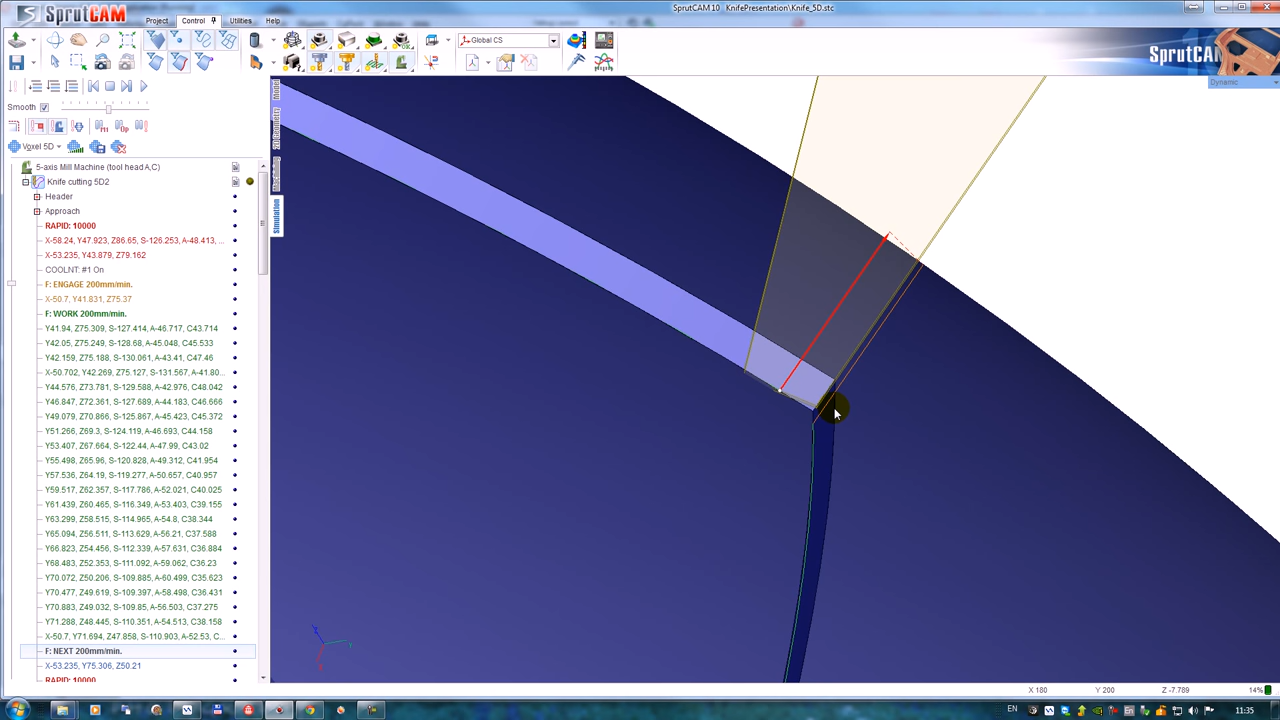 SprutCAM
SprutCAM 10 KnifePresentation\Knife_5D.stc
Project
Control
Utilities
Help
Global CS
SprutCA
Dynamic
Smooth
Voxel 5D
5-axis Mill Machine (tool head A,C)
Knife cutting 5D2
Header
Approach
RAPID: 10000
X-58.24, Y47.923, Z86.65, S-126.253, A-48.413, ...
X-53.235, Y43.879, Z79.162
COOLNT: #1 On
F: ENGAGE 200mm/min.
X-50.7, Y41.831, Z75.37
F: WORK 200mm/min.
Y41.94, Z75.309, S-127.414, A-46.717, C43.714
Y42.05, Z75.249, S-128.68, A-45.048, C45.533
Y42.159, Z75.188, S-130.061, A-43.41, C47.46
X-50.702, Y42.269, Z75.127, S-131.567, A-41.80...
Y44.576, Z73.781, S-129.588, A-42.976, C48.042
Y46.847, Z72.361, S-127.689, A-44.183, C46.666
Y49.079, Z70.866, S-125.867, A-45.423, C45.372
Y51.266, Z69.3, S-124.119, A-46.693, C44.158
Y53.407, Z67.664, S-122.44, A-47.99, C43.02
Y55.498, Z65.96, S-120.828, A-49.312, C41.954
Y57.536, Z64.19, S-119.277, A-50.657, C40.957
Y59.517, Z62.357, S-117.786, A-52.021, C40.025
Y61.439, Z60.465, S-116.349, A-53.403, C39.155
Y63.299, Z58.515, S-114.965, A-54.8, C38.344
Y65.094, Z56.511, S-113.629, A-56.21, C37.588
Y66.823, Z54.456, S-112.339, A-57.631, C36.884
Y68.483, Z52.353, S-111.092, A-59.062, C36.23
Y70.072, Z50.206, S-109.885, A-60.499, C35.623
Y70.477, Z49.619, S-109.397, A-58.498, C36.431
Y70.883, Z49.032, S-109.85, A-56.503, C37.275
Y71.288, Z48.445, S-110.364, A-54.513, C38.157
X-50.7, Y71.694, Z47.858, S-110.903, A-52.53, C...
F: NEXT 200mm/min.
X-53.235, Y75.306, Z50.21
RAPID: 10000
Model
2D Geometry
Machining
Simulation
Z
Y
X 180
Y 200
Z -7.789
14%
EN
11:35